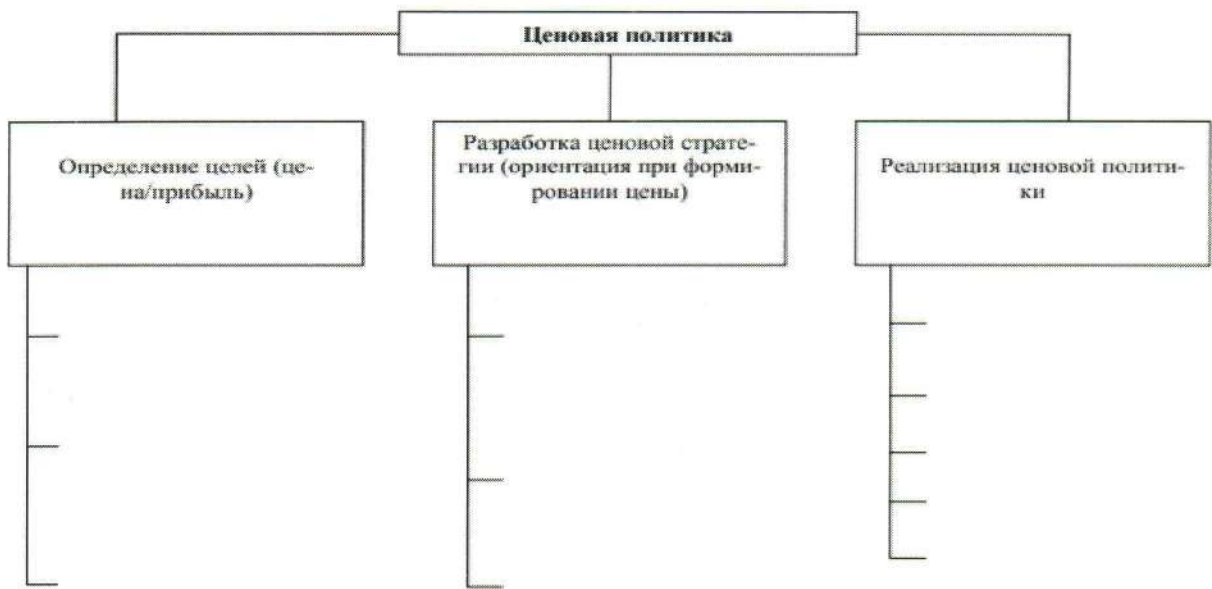 Ценовая политика
Определение целей (це-
на/прибыль)
Разработка ценовой страте-
гии (ориентация при форми-
ровании цены)
Реализация ценовой полити-
ки